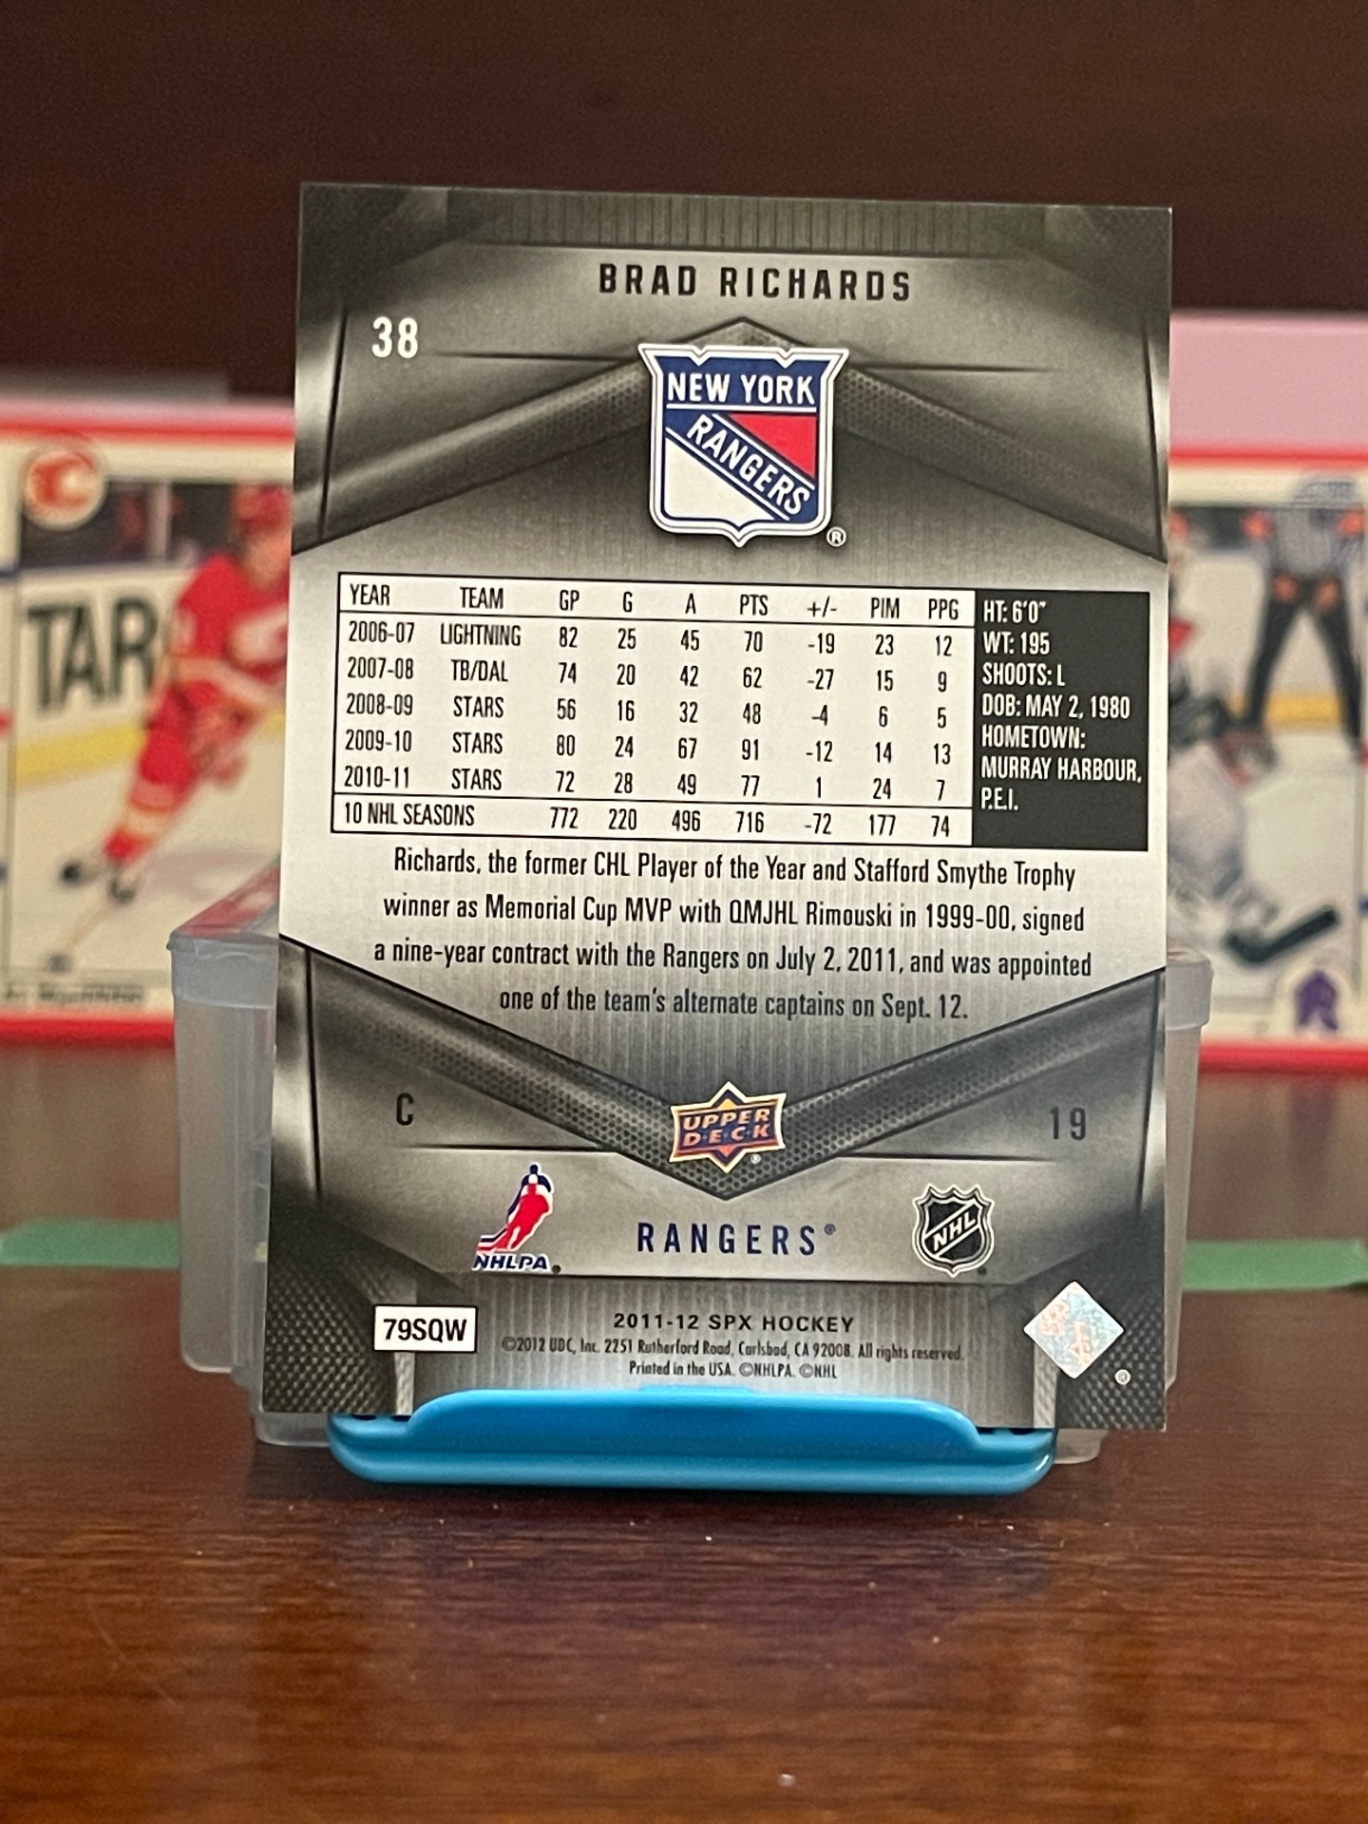 BRAD RICHARDS
38
NEW YORK
RANGERS
®
YEAR TEAM GP G A PTS +/- PIM PPG
2006-07 LIGHTNING 82 25 45 70 -19 23 12
2007-08 TB/DAL 74 20 42 62 -27 15 9
2008-09 STARS 56 16 32 48 -4 6 5
2009-10 STARS 80 24 67 91 -12 14 13
2010-11 STARS 72 28 49 77 1 24 7
10 NHL SEASONS 772 220 496 716 -72 177 74
HT: 6'0"
WT: 195
SHOOTS: L
DOB: MAY 2, 1980
HOMETOWN:
MURRAY HARBOUR,
P.E.I.
Richards, the former CHL Player of the Year and Stafford Smythe Trophy
winner as Memorial Cup MVP with QMJHL Rimouski in 1999-00, signed
a nine-year contract with the Rangers on July 2, 2011, and was appointed
one of the team's alternate captains on Sept. 12.
C
UPPER
D·E·C·K
19
NHLPA
RANGERS®
NHL
79SQW
2011-12 SPX HOCKEY
©2012 UDC, Inc. 2251 Rutherford Road, Carlsbad, CA 92008. All rights reserved.
Printed in the USA. ©NHLPA. ©NHL
®
TAR